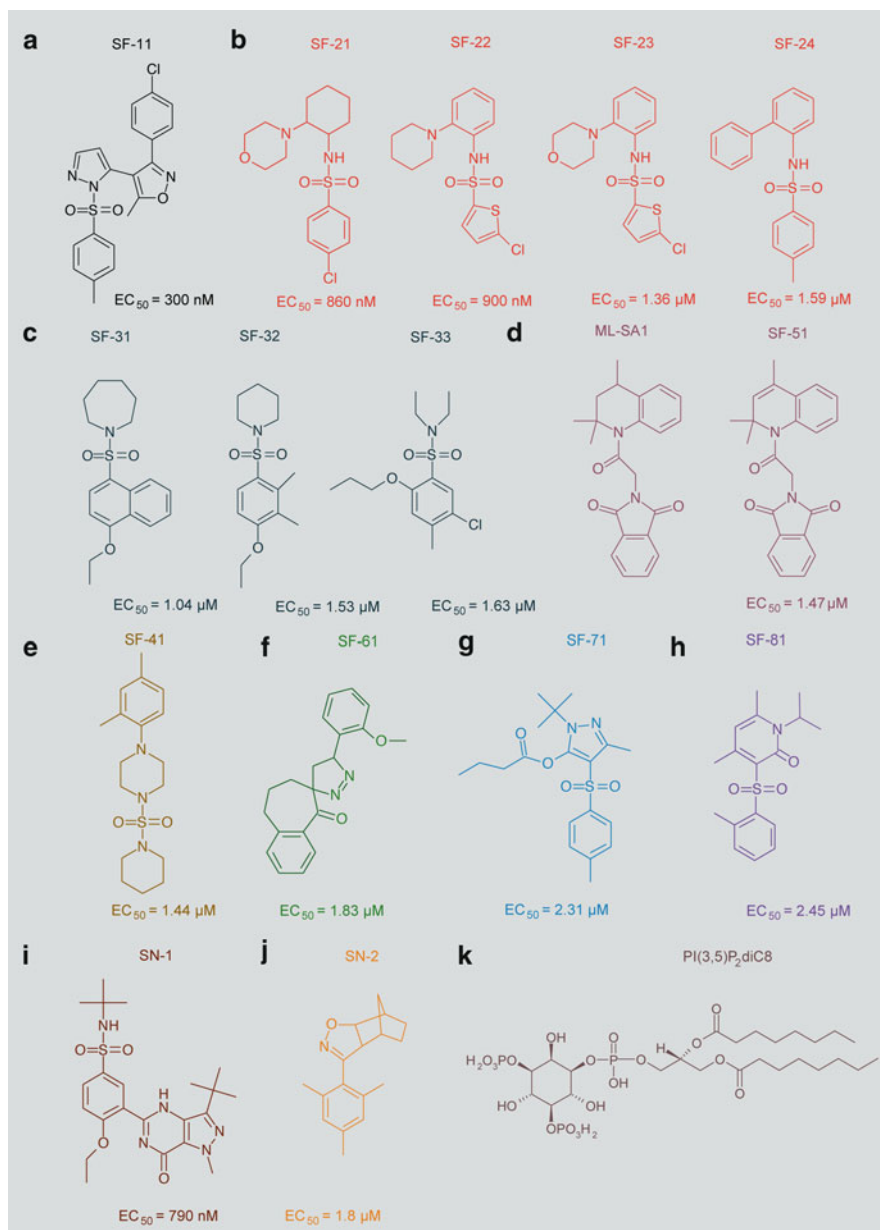 a
SF-11
Cl
N
N
N
O
O
S
O
CH₃
EC₅₀ = 300 nM
b
SF-21
N
O
NH
O
S
O
Cl
EC₅₀ = 860 nM
SF-22
N
NH
O
S
O
S
Cl
EC₅₀ = 900nM
SF-23
N
O
NH
O
S
O
S
Cl
EC₅₀ = 1.36 µM
SF-24
NH
O
S
O
EC₅₀ = 1.59 µM
c
SF-31
N
O
S
O
O
EC₅₀ = 1.04 µM
SF-32
N
O
S
O
O
EC₅₀ = 1.53 µM
SF-33
N
O
S
O
O
Cl
EC₅₀ = 1.63 µM
d
ML-SA1
N
O
N
O
O
SF-51
N
O
N
O
O
EC₅₀ = 1.47µM
e
SF-41
N
N
O
S
O
N
EC₅₀ = 1.44 µM
f
SF-61
O
N
N
O
EC₅₀ = 1.83 µM
g
SF-71
N
N
O
O
CH₃
O
S
O
EC₅₀ = 2.31 µM
h
SF-81
N
O
O
S
O
EC₅₀ = 2.45 µM
i
SN-1
NH
O
S
O
H
N
N
N
N
O
O
EC₅₀ = 790 nM
j
SN-2
O
N
EC₅₀ = 1.8 µM
k
PI(3,5)P₂diC8
H₂O₃PO
OH
O
O
P
OH
O
H
O
O
O
O
HO
OH
OPO₃H₂